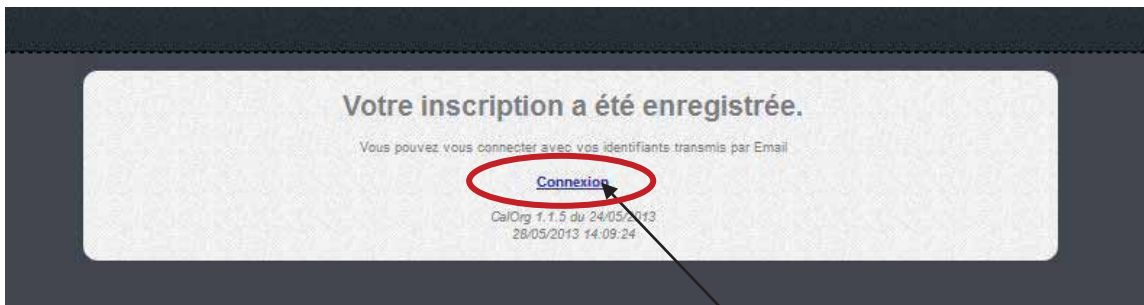 Votre inscription a été enregistrée.
Vous pouvez vous connecter avec vos identifiants transmis par Email
Connexion
CalOrg 1.1.5 du 24/05/2013
28/05/2013 14:09:24